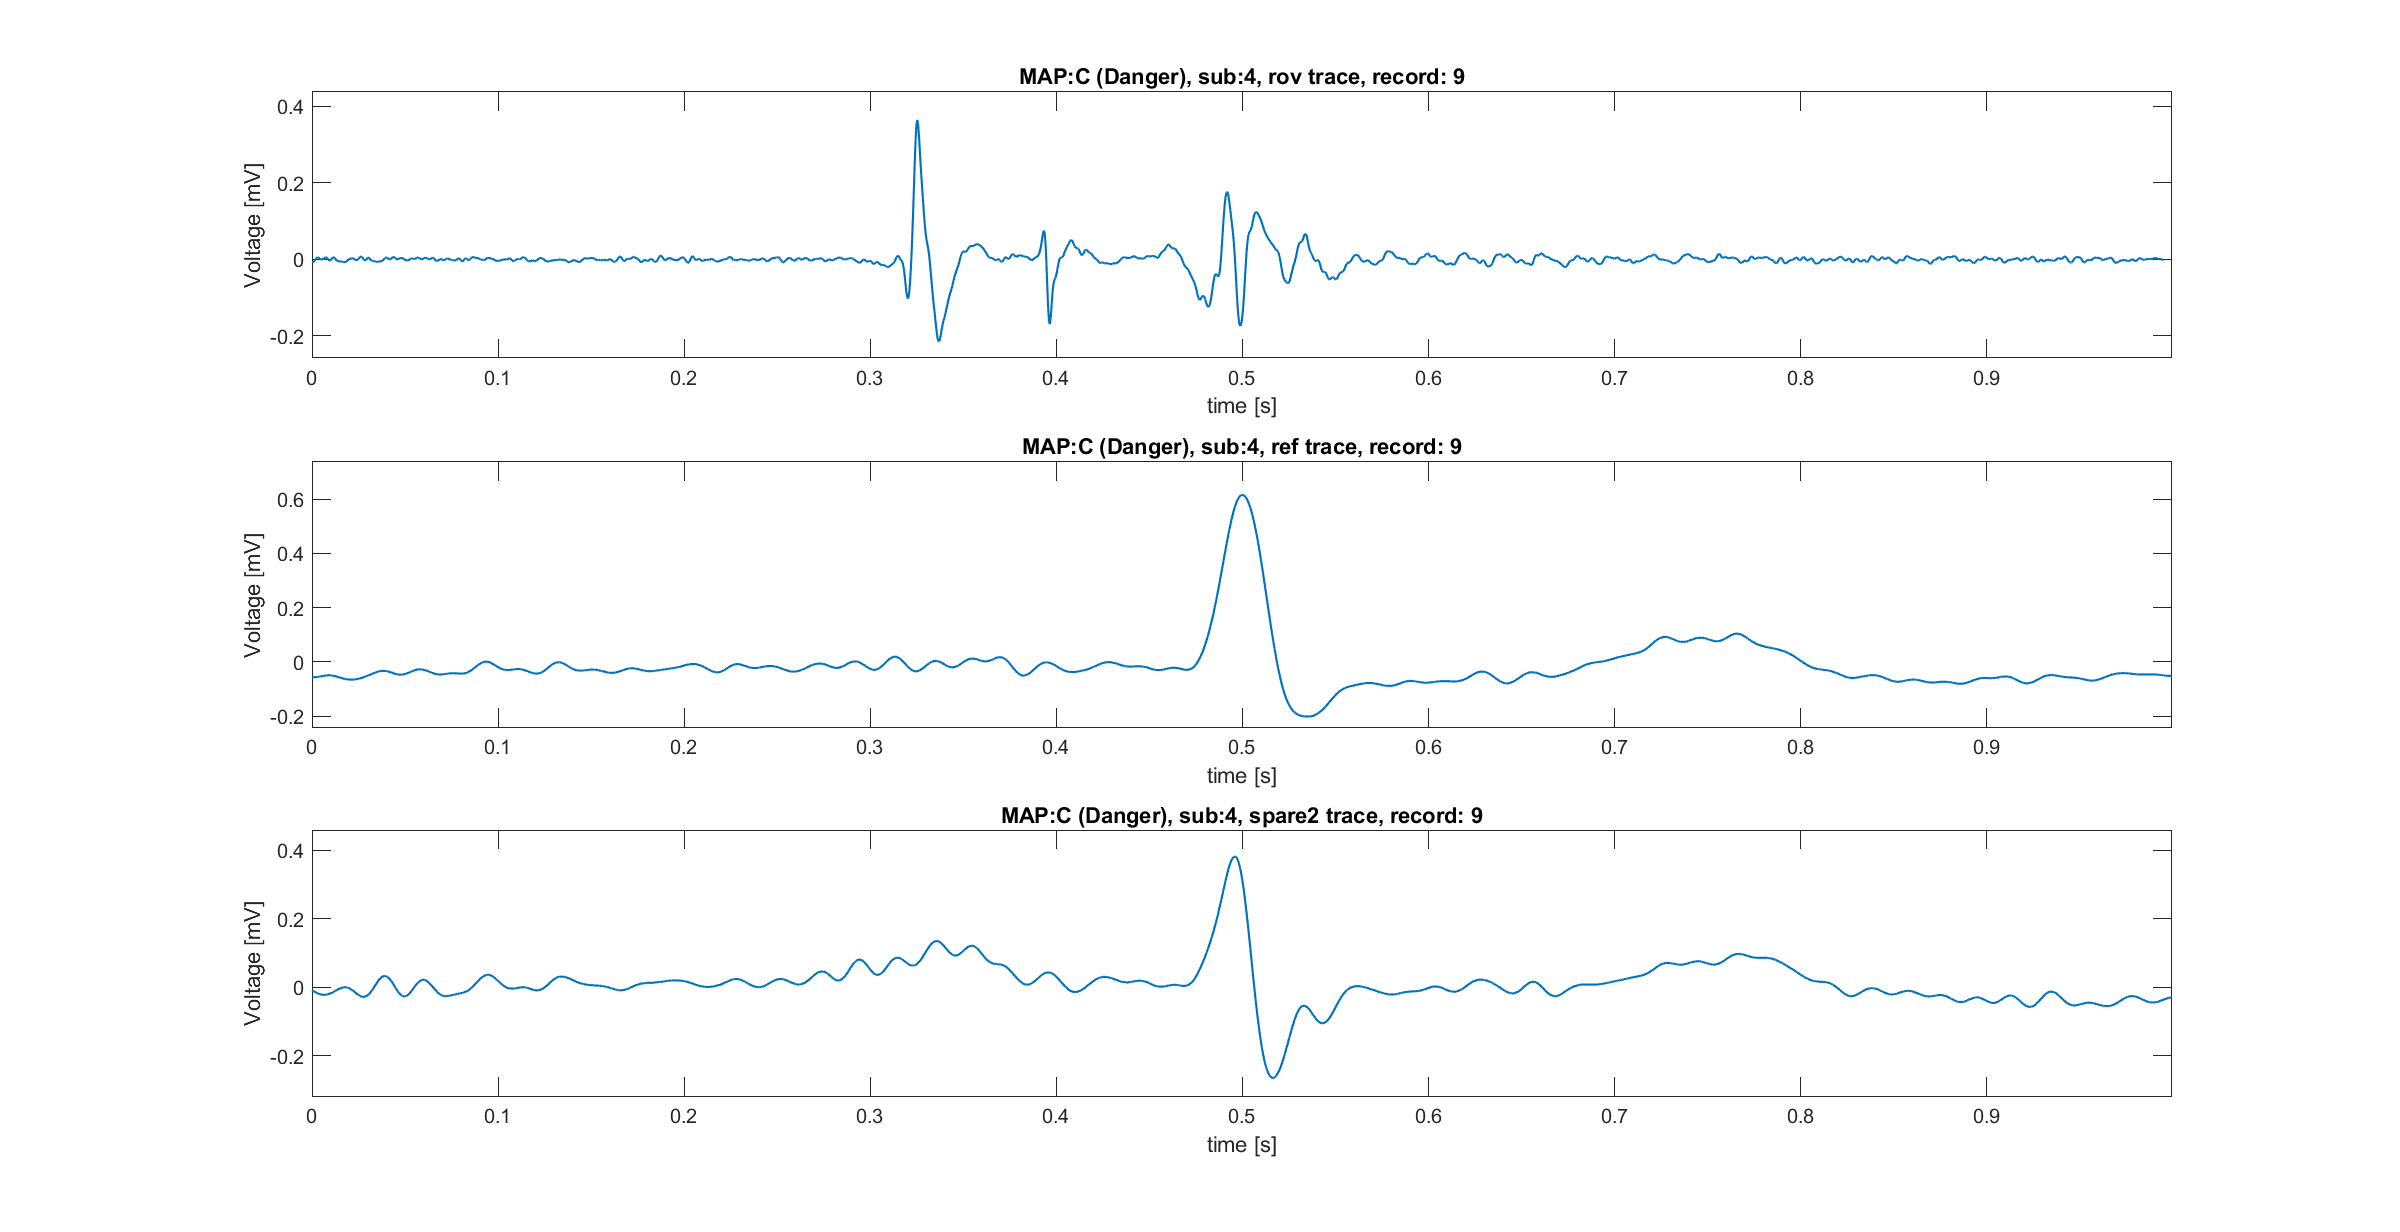 MAP:C (Danger), sub:4, rov trace, record: 9
Voltage [mV]
0.4
0.2
0
-0.2
0 0.1 0.2 0.3 0.4 0.5 0.6 0.7 0.8 0.9
time [s]
MAP:C (Danger), sub:4, ref trace, record: 9
Voltage [mV]
0.6
0.4
0.2
0
-0.2
0 0.1 0.2 0.3 0.4 0.5 0.6 0.7 0.8 0.9
time [s]
MAP:C (Danger), sub:4, spare2 trace, record: 9
Voltage [mV]
0.4
0.2
0
-0.2
0 0.1 0.2 0.3 0.4 0.5 0.6 0.7 0.8 0.9
time [s]